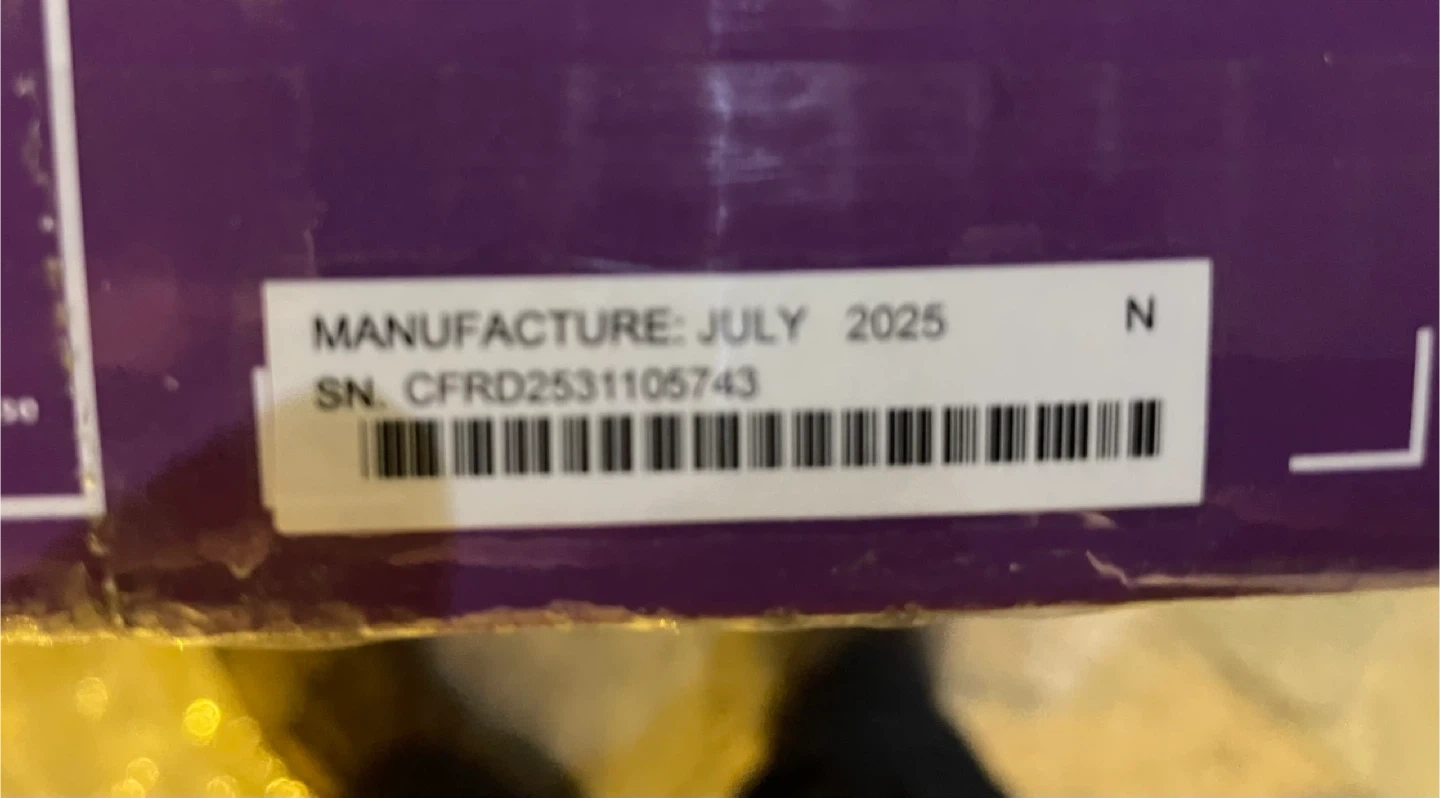 MANUFACTURE: JULY 2025 N
SN. CFRD2531105743